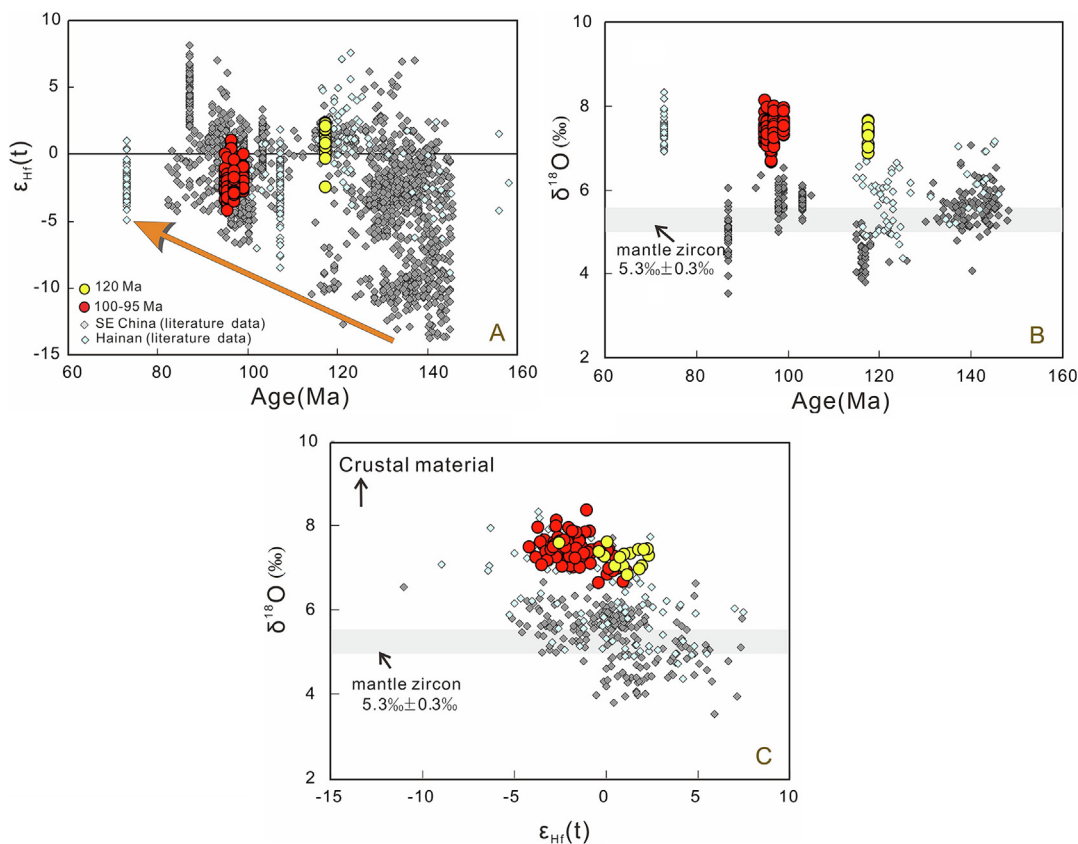 10
5
0
-5
-10
-15
εHf(t)
120 Ma
100-95 Ma
SE China (literature data)
Hainan (literature data)
A
60
80
100
120
140
160
Age(Ma)
10
8
6
4
2
δ18O (‰)
mantle zircon
5.3‰±0.3‰
B
60
80
100
120
140
160
Age(Ma)
10
8
6
4
2
δ18O (‰)
Crustal material
mantle zircon
5.3‰±0.3‰
C
-15
-10
-5
0
5
10
εHf(t)